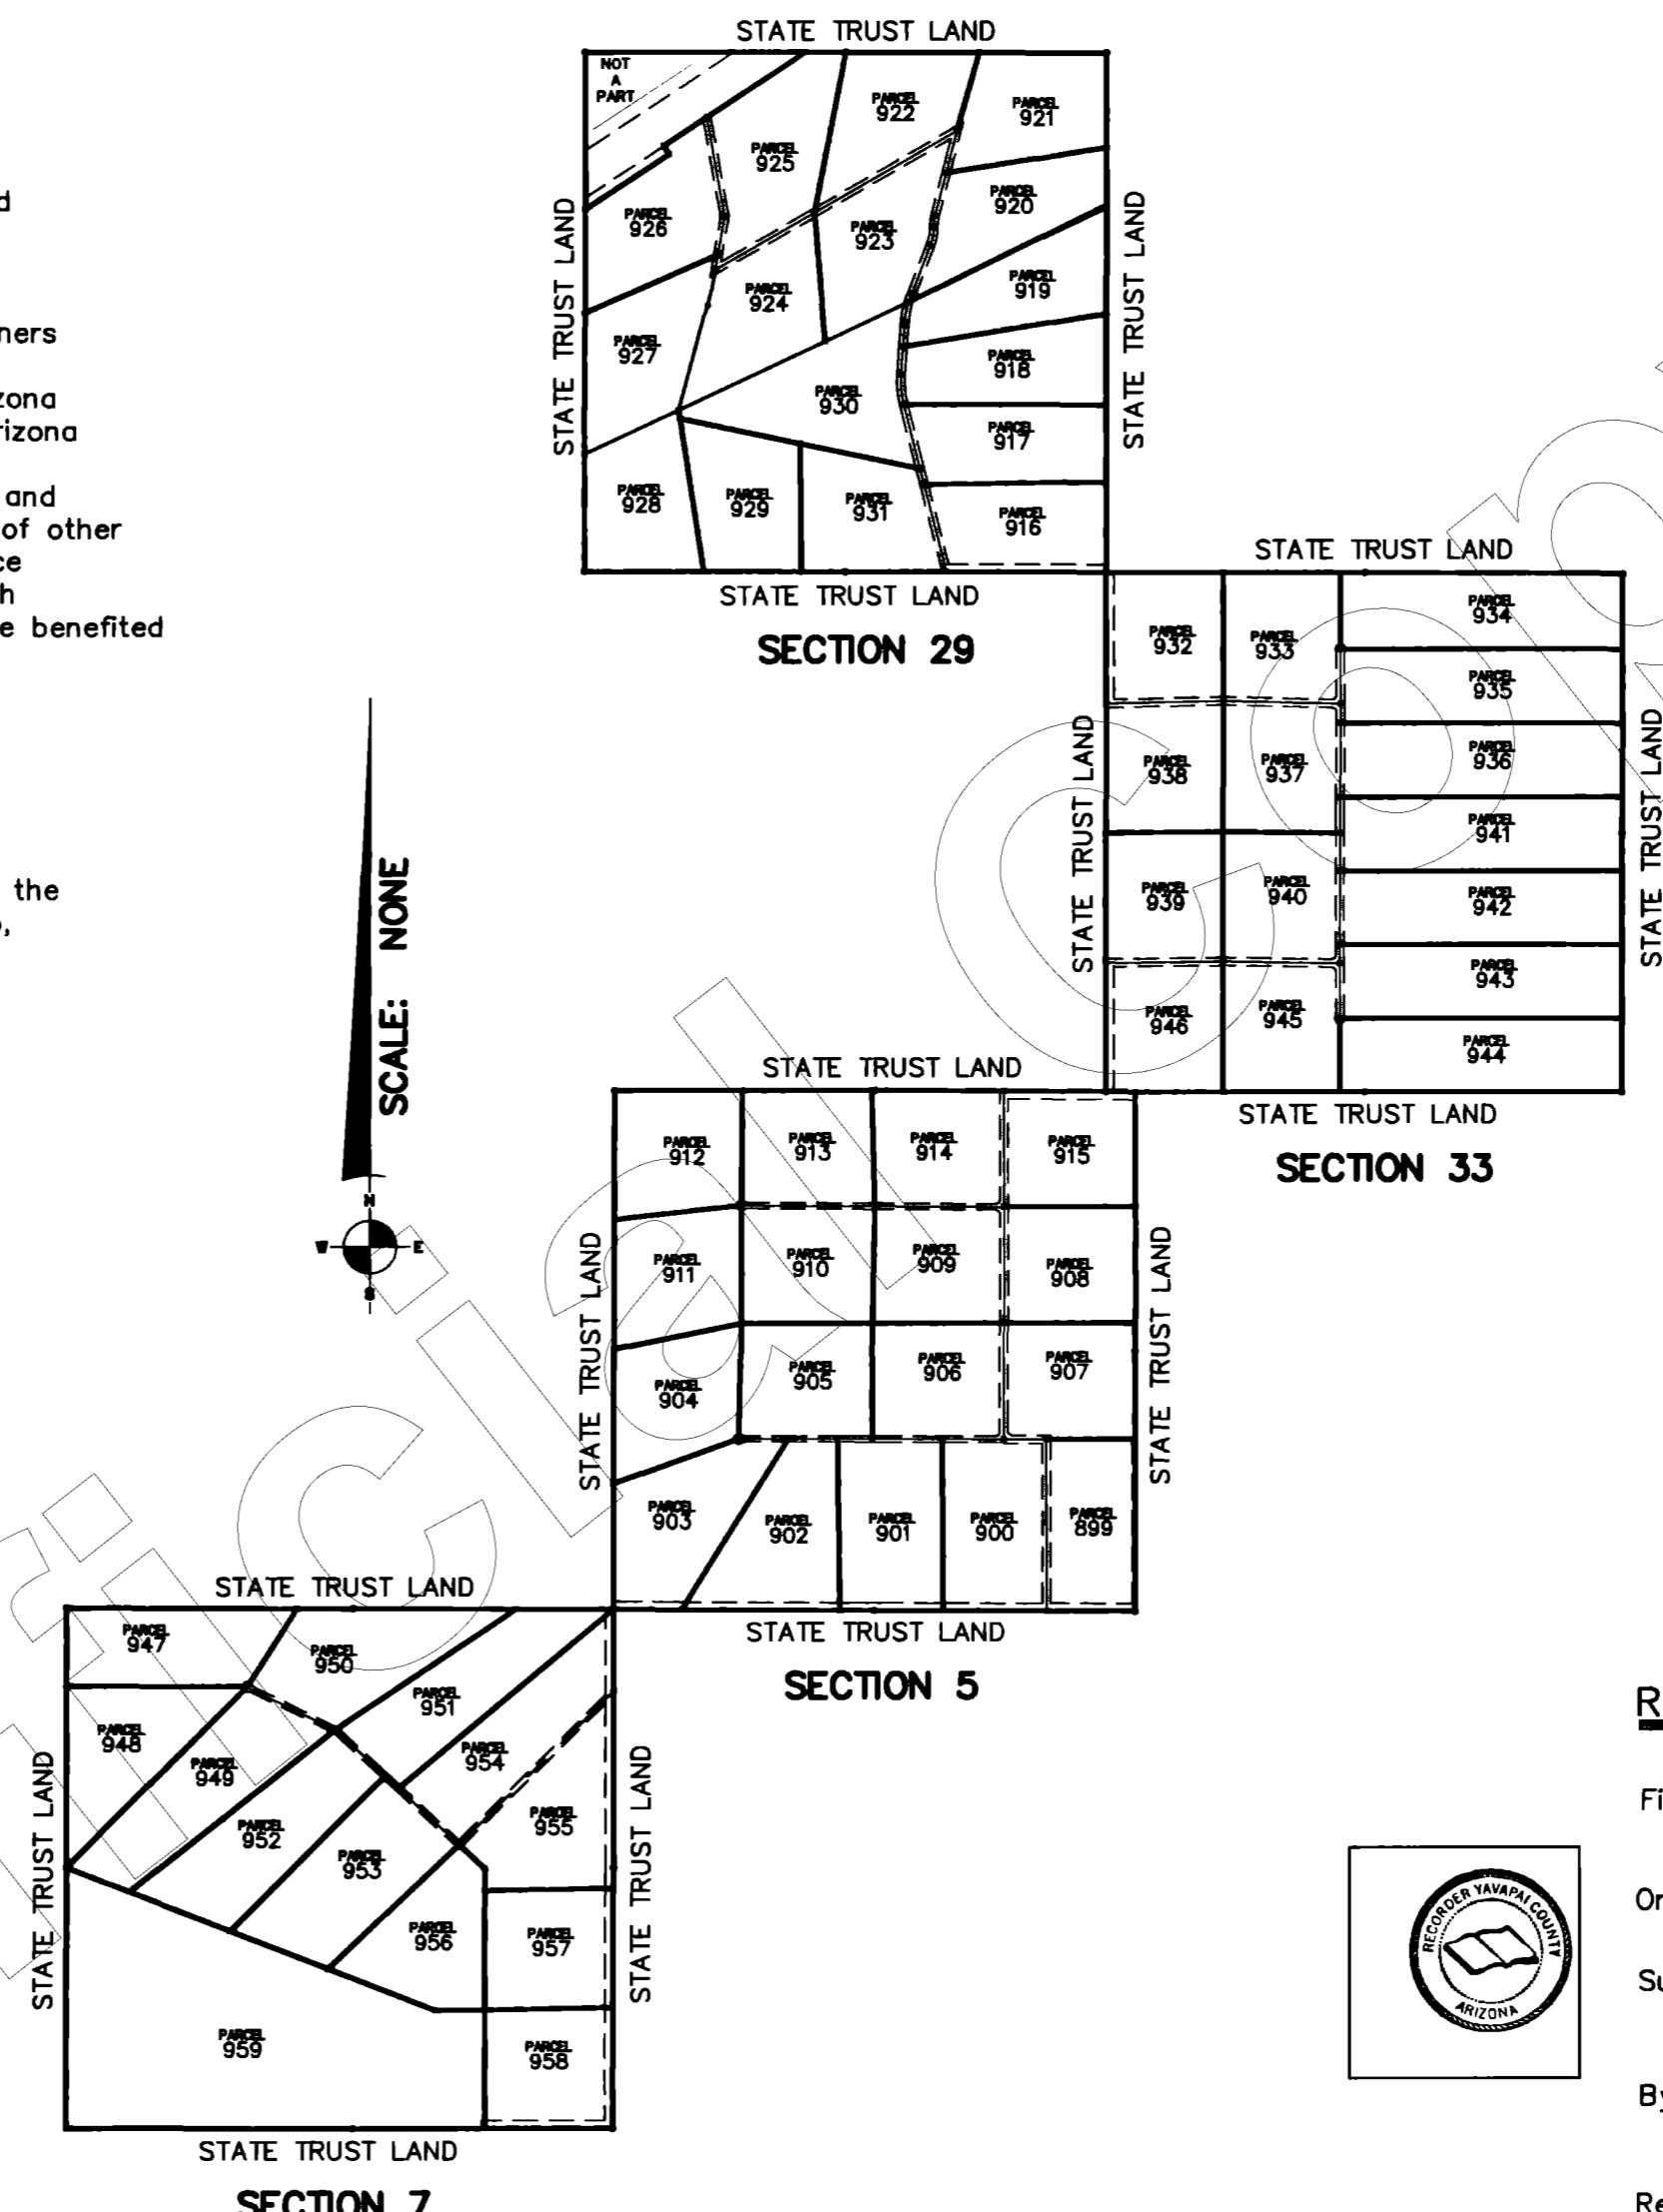 d
ners
zona
rizona
and
of other
ce
h
e benefited
the
,
STATE TRUST LAND
NOT
A
PART
PARCEL
922
PARCEL
921
PARCEL
925
PARCEL
920
PARCEL
926
PARCEL
923
PARCEL
919
PARCEL
924
PARCEL
927
PARCEL
918
PARCEL
930
PARCEL
917
PARCEL
928
PARCEL
929
PARCEL
931
PARCEL
916
STATE TRUST LAND
STATE TRUST LAND
STATE TRUST LAND
SECTION 29
STATE TRUST LAND
PARCEL
932
PARCEL
933
PARCEL
934
PARCEL
935
PARCEL
938
PARCEL
937
PARCEL
936
PARCEL
941
PARCEL
939
PARCEL
940
PARCEL
942
PARCEL
943
PARCEL
946
PARCEL
945
PARCEL
944
STATE TRUST LAND
STATE TRUST LAND
STATE TRUST LAND
SECTION 33
SCALE: NONE
N
W
E
S
STATE TRUST LAND
PARCEL
912
PARCEL
913
PARCEL
914
PARCEL
915
PARCEL
911
PARCEL
910
PARCEL
909
PARCEL
908
PARCEL
904
PARCEL
905
PARCEL
906
PARCEL
907
PARCEL
903
PARCEL
902
PARCEL
901
PARCEL
900
PARCEL
899
STATE TRUST LAND
STATE TRUST LAND
STATE TRUST LAND
SECTION 5
STATE TRUST LAND
PARCEL
947
PARCEL
950
PARCEL
951
PARCEL
948
PARCEL
949
PARCEL
954
PARCEL
952
PARCEL
955
PARCEL
953
PARCEL
956
PARCEL
957
PARCEL
959
PARCEL
958
STATE TRUST LAND
STATE TRUST LAND
STATE TRUST LAND
SECTION 7
RECORDER YAVAPAI COUNTY
ARIZONA
R
Fi
Or
Su
By
Re